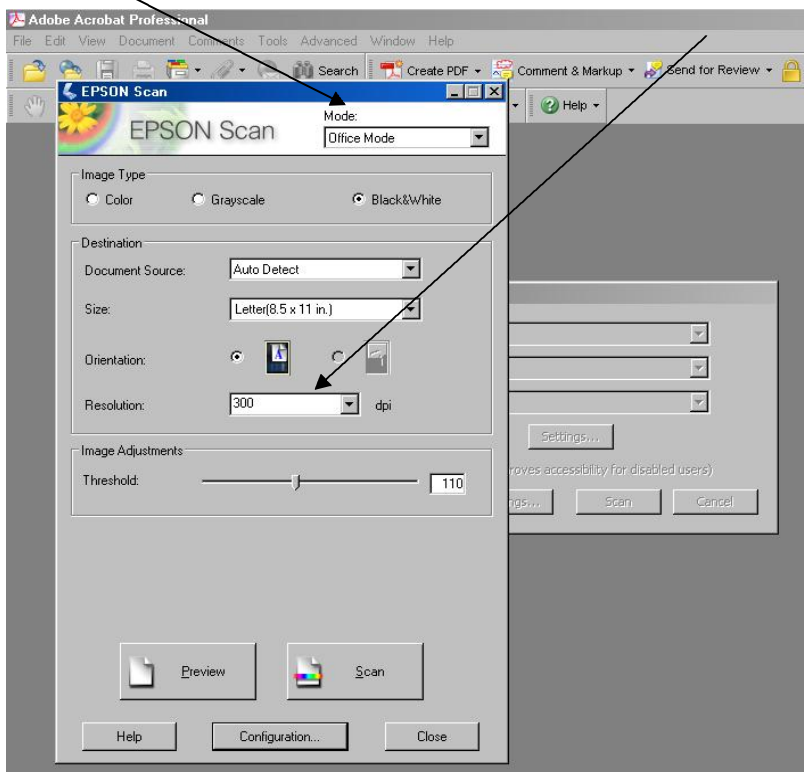 Adobe Acrobat Professional
File Edit View Document Comments Tools Advanced Window Help
Search Create PDF Comment & Markup Send for Review
EPSON Scan
Help
EPSON Scan
Mode:
Office Mode
Image Type
Color Grayscale Black&White
Destination
Document Source: Auto Detect
Size: Letter(8.5 x 11 in.)
Orientation:
Resolution: 300 dpi
Settings...
Image Adjustments
roves accessibility for disabled users)
Threshold: 110
ngs... Scan Cancel
Preview Scan
Help Configuration... Close